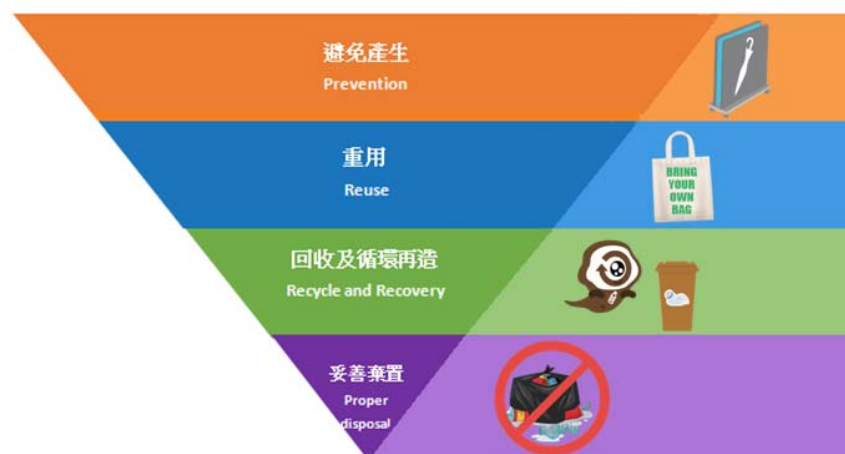 避免產生
Prevention
重用
Reuse
BRING
YOUR
OWN
BAG
回收及循環再造
Recycle and Recovery
妥善棄置
Proper
disposal